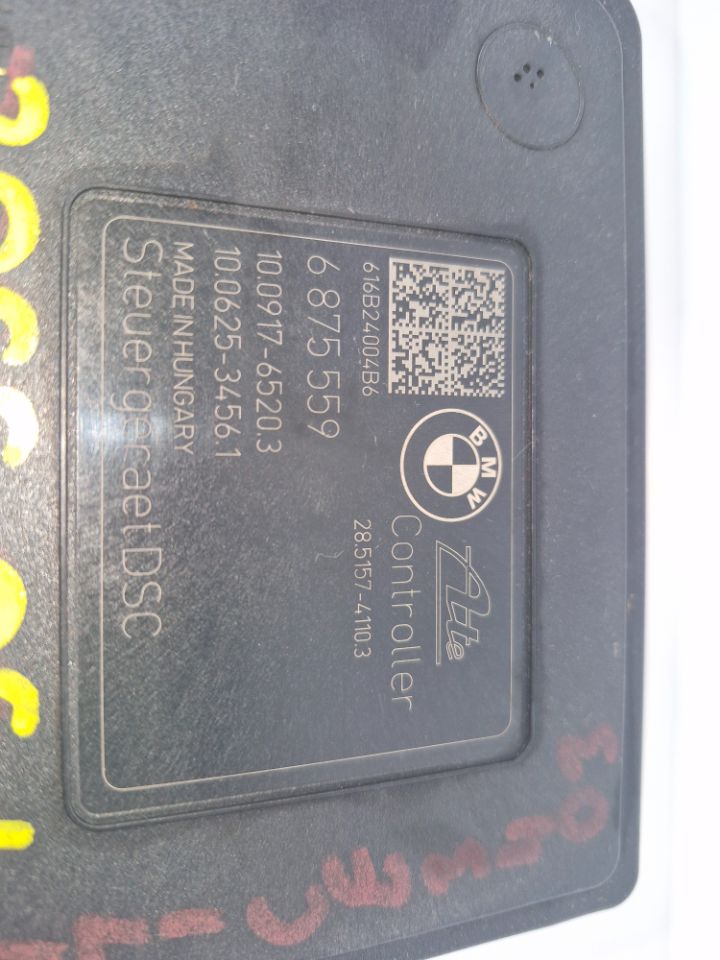 BMW
Ate
Controller
616B24004B6
28.5157-4110.3
6 875 559
10.0917-6520.3
10.0625-3456.1
MADE IN HUNGARY
Steuergeraet DSC